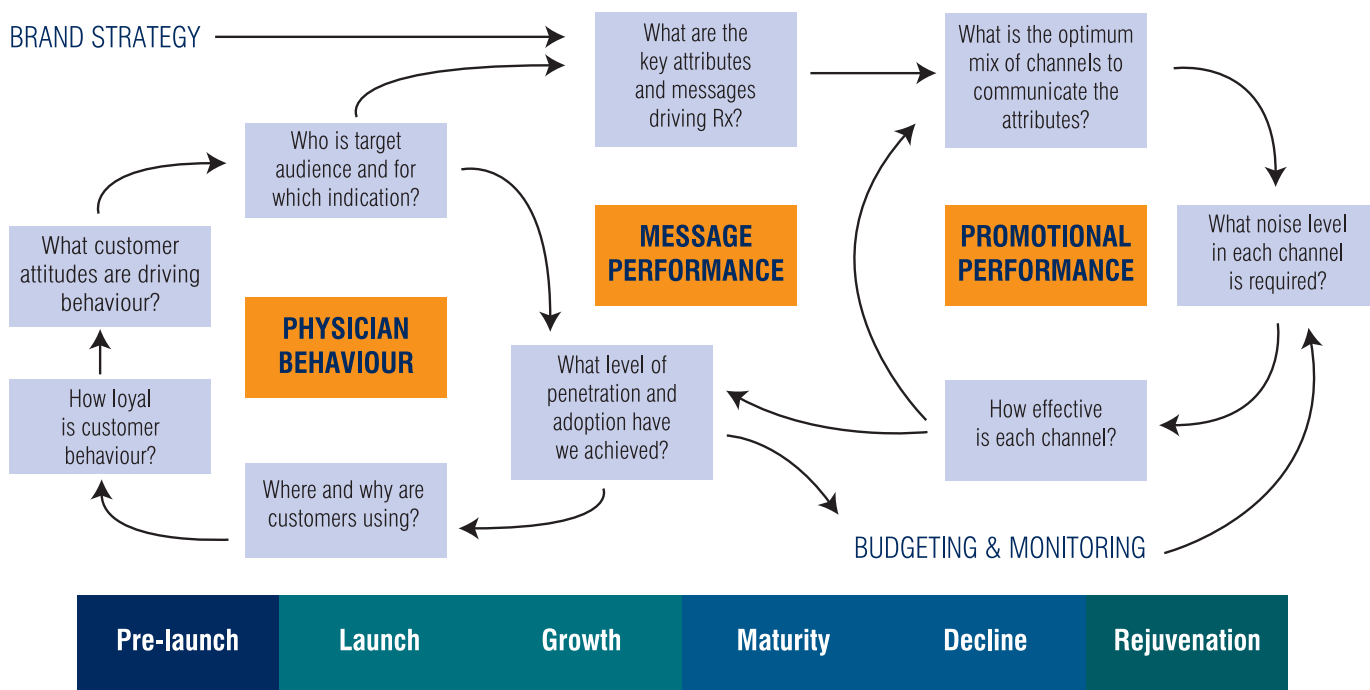 BRAND STRATEGY
What are the
key attributes
and messages
driving Rx?
What is the optimum
mix of channels to
communicate the
attributes?
Who is target
audience and for
which indication?
What customer
attitudes are driving
behaviour?
MESSAGE
PERFORMANCE
PROMOTIONAL
PERFORMANCE
What noise level
in each channel
is required?
PHYSICIAN
BEHAVIOUR
How loyal
is customer
behaviour?
What level of
penetration and
adoption have
we achieved?
How effective
is each channel?
Where and why are
customers using?
BUDGETING & MONITORING
Pre-launch
Launch
Growth
Maturity
Decline
Rejuvenation